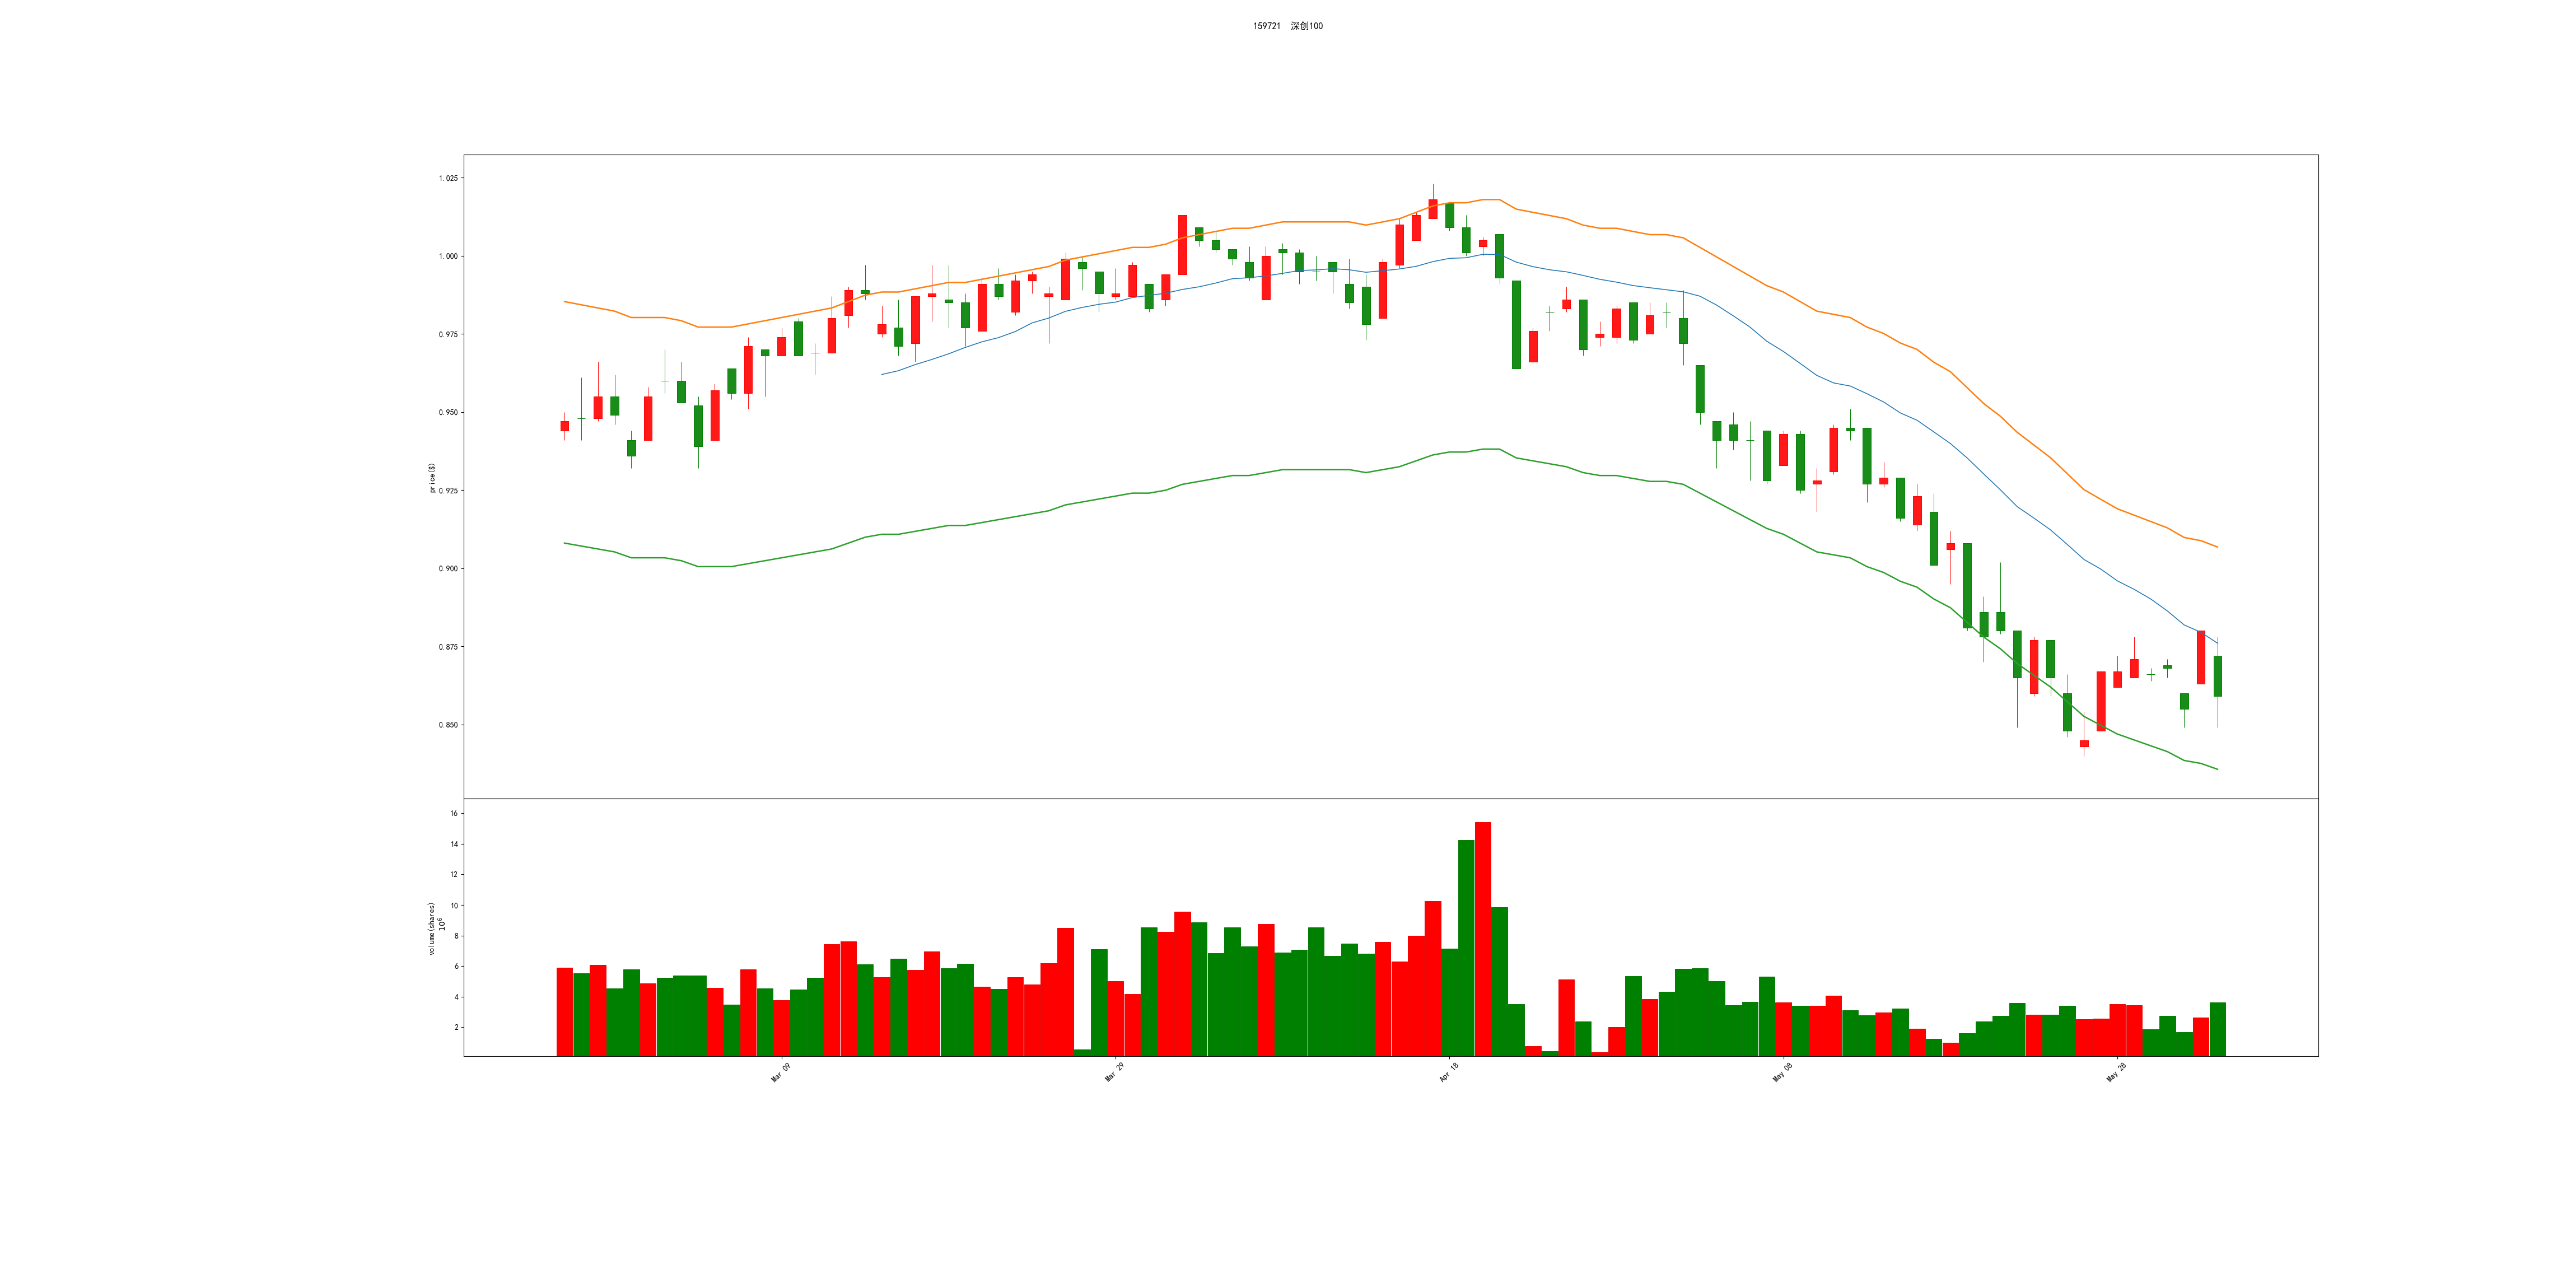 159721 深创100
1.025
1.000
0.975
0.950
0.925
0.900
0.875
0.850
price($)
16
14
12
10
8
6
4
2
volume(shares)
10^6
Mar 09
Mar 29
Apr 18
May 08
May 28